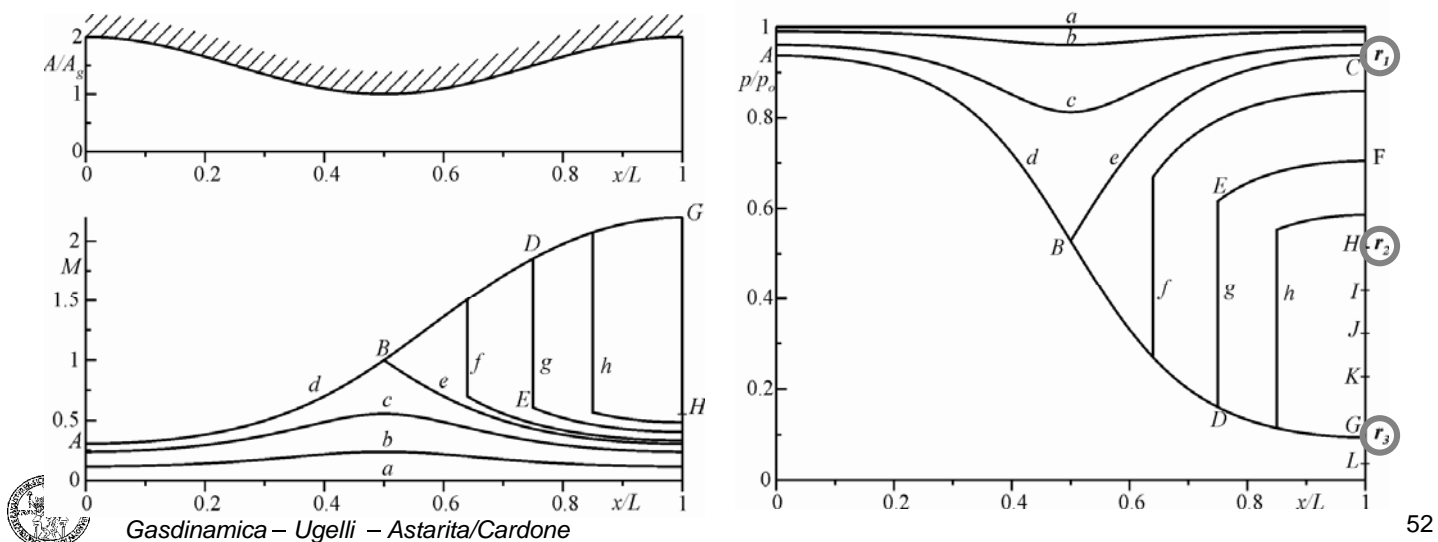 2
A/A_g
1
0
0 0.2 0.4 0.6 0.8 x/L 1
2
M
1.5
1
0.5
A
0
G
D
B
d
e
f
g
h
c
E
H
b
a
0 0.2 0.4 0.6 0.8 x/L 1
1
A
p/p_o
0.8
0.6
0.4
0.2
0
a
b
c
d
e
B
f
E
g
h
D
C r_1
F
H r_2
I
J
K
G r_3
L
0.2 0.4 0.6 0.8 x/L 1
Gasdinamica – Ugelli – Astarita/Cardone
52